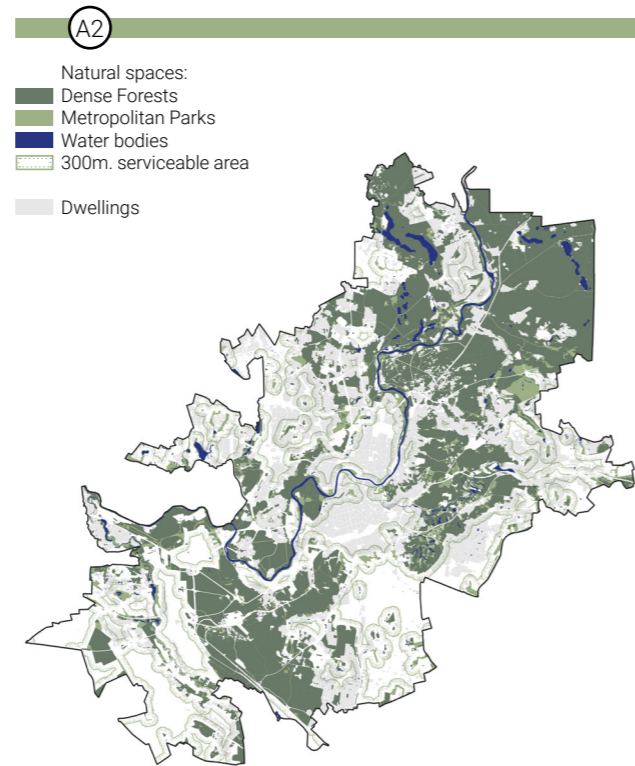 A2
Natural spaces:
Dense Forests
Metropolitan Parks
Water bodies
300m. serviceable area
Dwellings